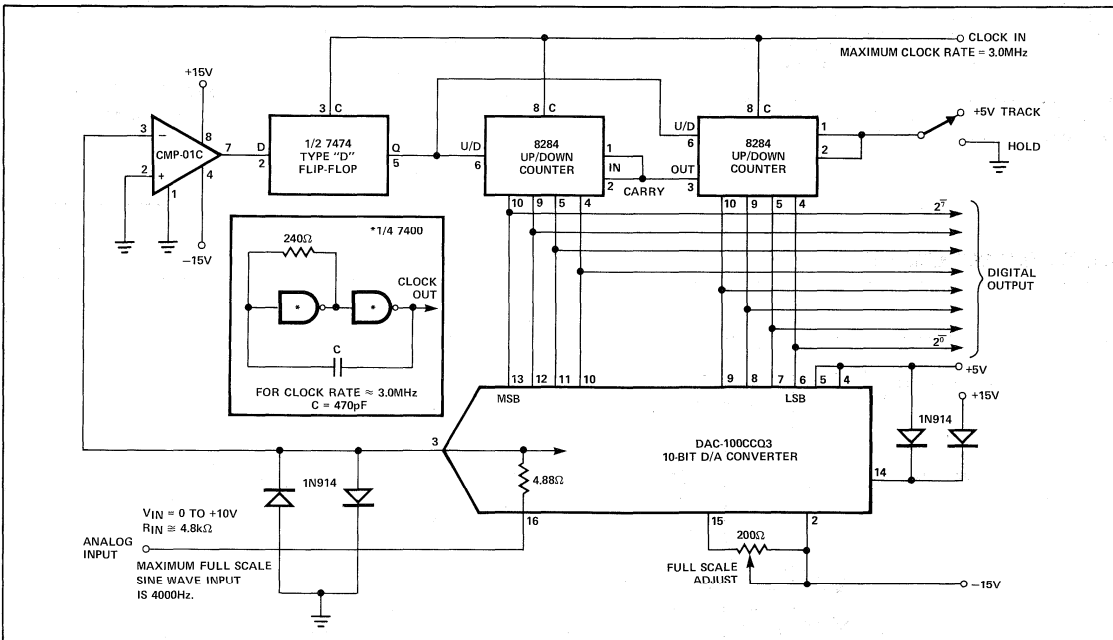 CLOCK IN
MAXIMUM CLOCK RATE = 3.0MHz
+15V
3 C
8 C
8 C
3
−
8
CMP-01C
7
D
2
1/2 7474
TYPE "D"
FLIP-FLOP
Q
5
U/D
6
8284
UP/DOWN
COUNTER
1
IN
2
CARRY
U/D
6
OUT
3
8284
UP/DOWN
COUNTER
1
2
+5V TRACK
HOLD
2
+
4
1
−15V
10 9 5 4
10 9 5 4
2⁷
DIGITAL
OUTPUT
2⁰
*1/4 7400
240Ω
CLOCK
OUT
*
*
C
FOR CLOCK RATE ≈ 3.0MHz
C = 470pF
13 12 11 10
9 8 7 6 5 4
MSB
LSB
+5V
+15V
1N914
3
DAC-100CCQ3
10-BIT D/A CONVERTER
14
4.88Ω
1N914
VIN = 0 TO +10V
RIN ≅ 4.8kΩ
16
15
2
ANALOG
INPUT
200Ω
MAXIMUM FULL SCALE
SINE WAVE INPUT
IS 4000Hz.
FULL SCALE
ADJUST
−15V